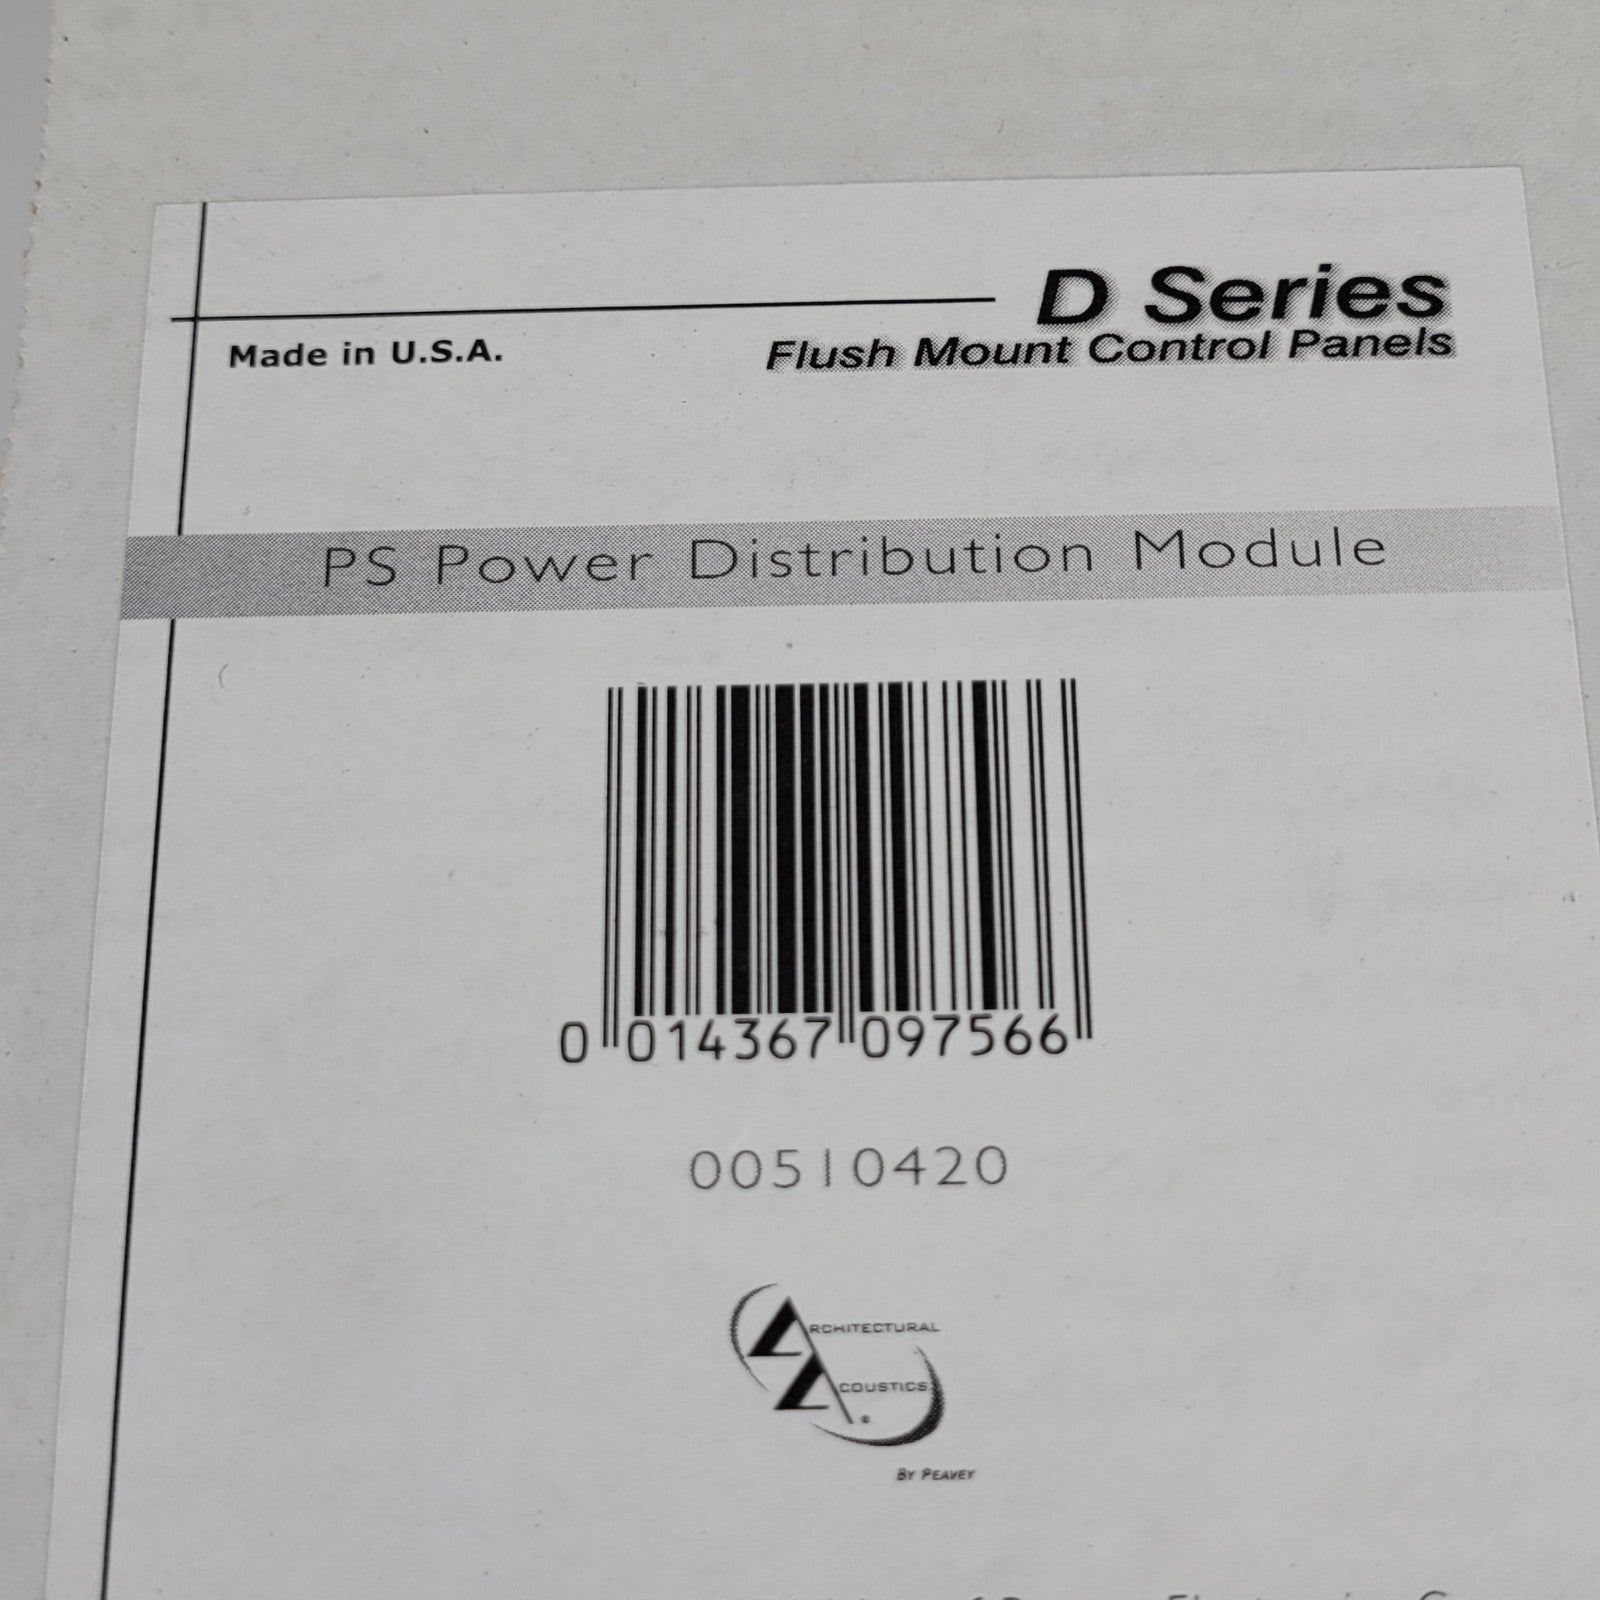 D Series
Made in U.S.A.
Flush Mount Control Panels
PS Power Distribution Module
0 014367 097566
00510420
ARCHITECTURAL
ACOUSTICS
®
BY PEAVEY